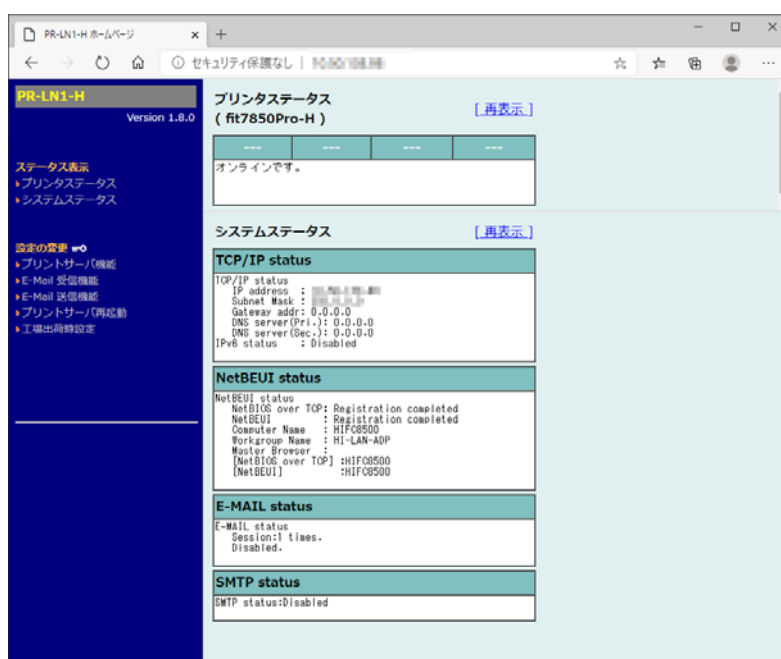 PR-LN1-H ホームページ
セキュリティ保護なし
PR-LN1-H
Version 1.8.0
ステータス表示
プリンタステータス
システムステータス
設定の変更
プリントサーバ機能
E-Mail 受信機能
E-Mail 送信機能
プリントサーバ再起動
工場出荷時設定
プリンタステータス
( fit7850Pro-H )
[ 再表示 ]
--- --- --- ---
オンラインです。
システムステータス [ 再表示 ]
TCP/IP status
TCP/IP status
IP address :
Subnet Mask :
Gateway addr: 0.0.0.0
DNS server(Pri.): 0.0.0.0
DNS server(Sec.): 0.0.0.0
IPv6 status : Disabled
NetBEUI status
NetBEUI status
NetBIOS over TCP: Registration completed
NetBEUI : Registration completed
Computer Name : HIFC8500
Workgroup Name : HI-LAN-ADP
Master Browser :
[NetBIOS over TCP] :HIFC8500
[NetBEUI] :HIFC8500
E-MAIL status
E-MAIL status
Session:1 times.
Disabled.
SMTP status
SMTP status:Disabled